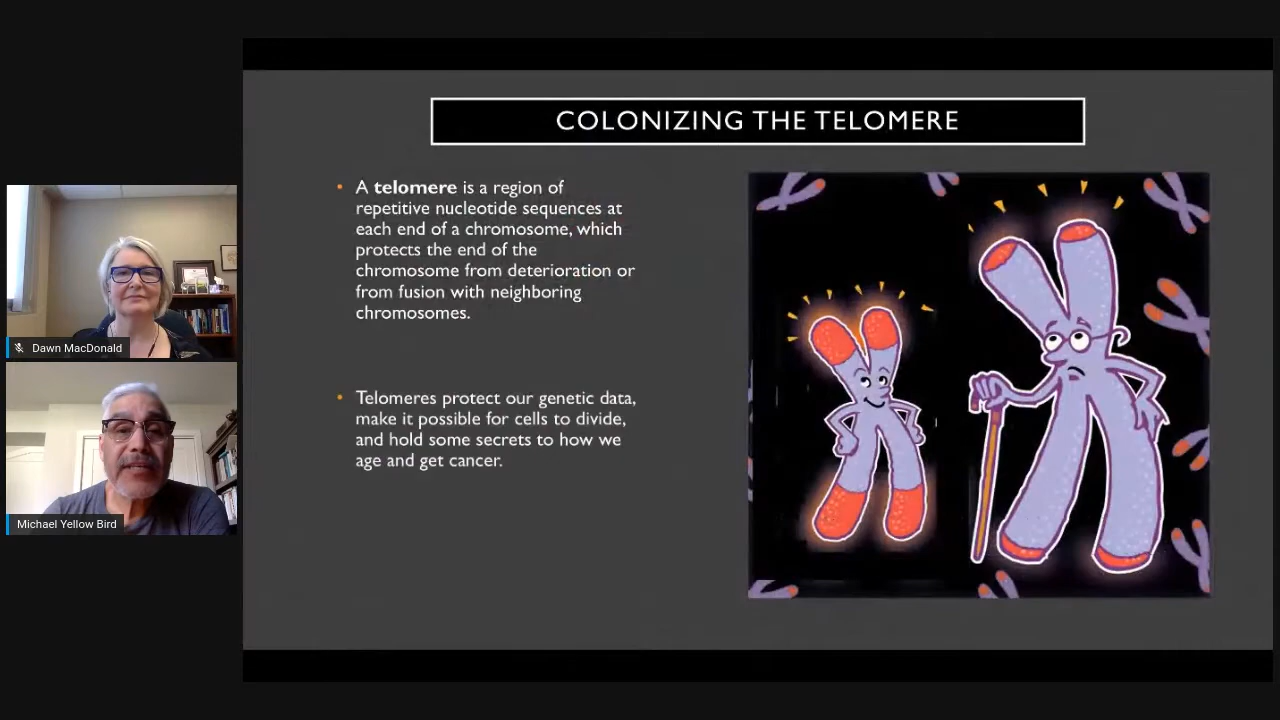 COLONIZING THE TELOMERE
• A telomere is a region of
repetitive nucleotide sequences at
each end of a chromosome, which
protects the end of the
chromosome from deterioration or
from fusion with neighboring
chromosomes.
• Telomeres protect our genetic data,
make it possible for cells to divide,
and hold some secrets to how we
age and get cancer.
Dawn MacDonald
Michael Yellow Bird